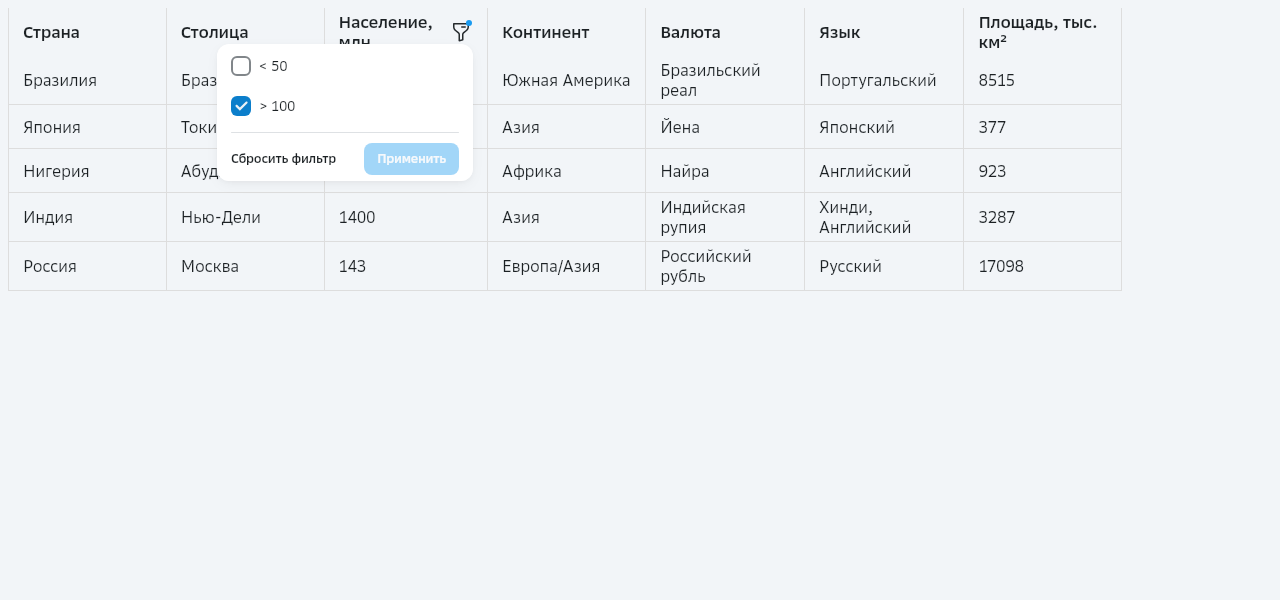 Страна Столица Население, Континент Валюта Язык Площадь, тыс. км²
< 50
> 100
Сбросить фильтр Применить
Бразилия Южная Америка Бразильский реал Португальский 8515
Япония Азия Йена Японский 377
Нигерия Африка Найра Английский 923
Индия Нью-Дели 1400 Азия Индийская рупия Хинди, Английский 3287
Россия Москва 143 Европа/Азия Российский рубль Русский 17098